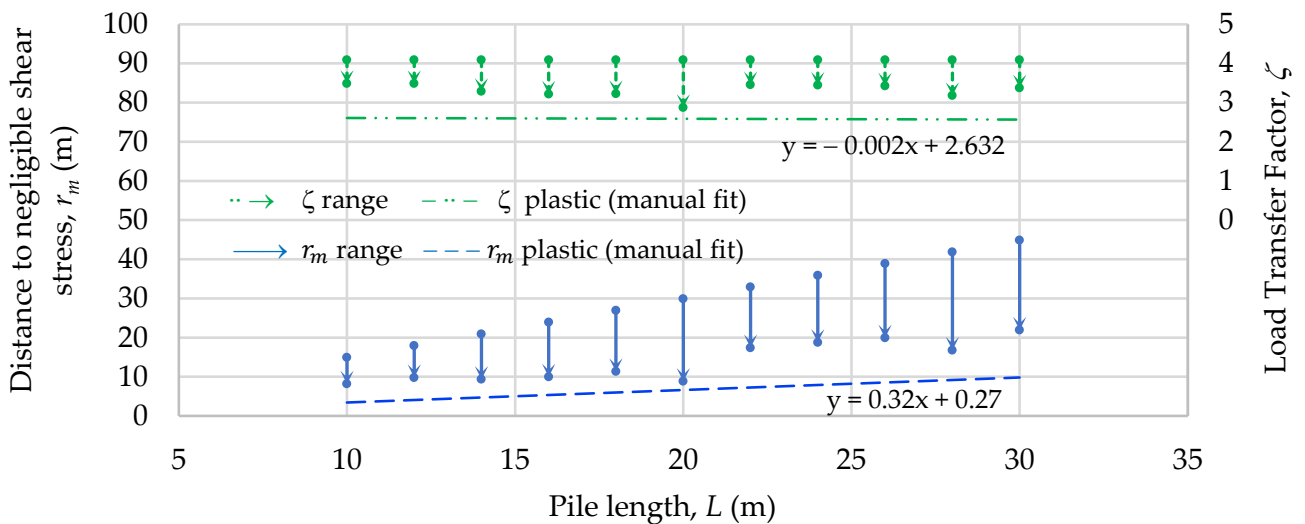 Distance to negligible shear
stress, rₘ (m)
100
90
80
70
60
50
40
30
20
10
0
5
4
3
2
1
0
Load Transfer Factor, ζ
y = – 0.002x + 2.632
ζ range
ζ plastic (manual fit)
rₘ range
rₘ plastic (manual fit)
y = 0.32x + 0.27
5 10 15 20 25 30 35
Pile length, L (m)